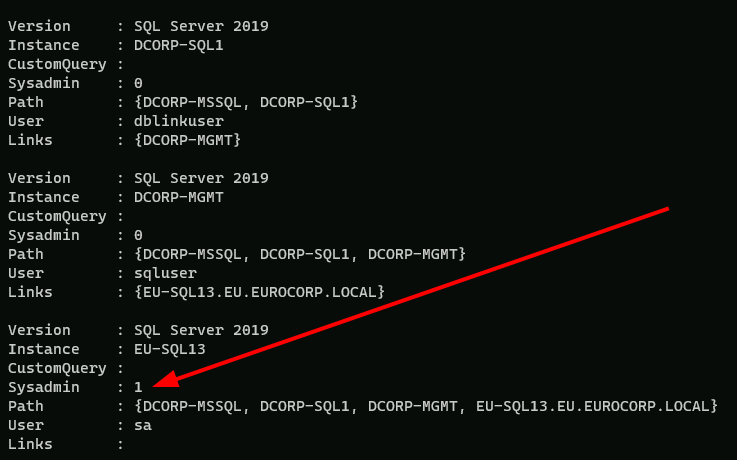 Version     : SQL Server 2019
Instance    : DCORP-SQL1
CustomQuery :
Sysadmin    : 0
Path        : {DCORP-MSSQL, DCORP-SQL1}
User        : dblinkuser
Links       : {DCORP-MGMT}

Version     : SQL Server 2019
Instance    : DCORP-MGMT
CustomQuery :
Sysadmin    : 0
Path        : {DCORP-MSSQL, DCORP-SQL1, DCORP-MGMT}
User        : sqluser
Links       : {EU-SQL13.EU.EUROCORP.LOCAL}

Version     : SQL Server 2019
Instance    : EU-SQL13
CustomQuery :
Sysadmin    : 1
Path        : {DCORP-MSSQL, DCORP-SQL1, DCORP-MGMT, EU-SQL13.EU.EUROCORP.LOCAL}
User        : sa
Links       :